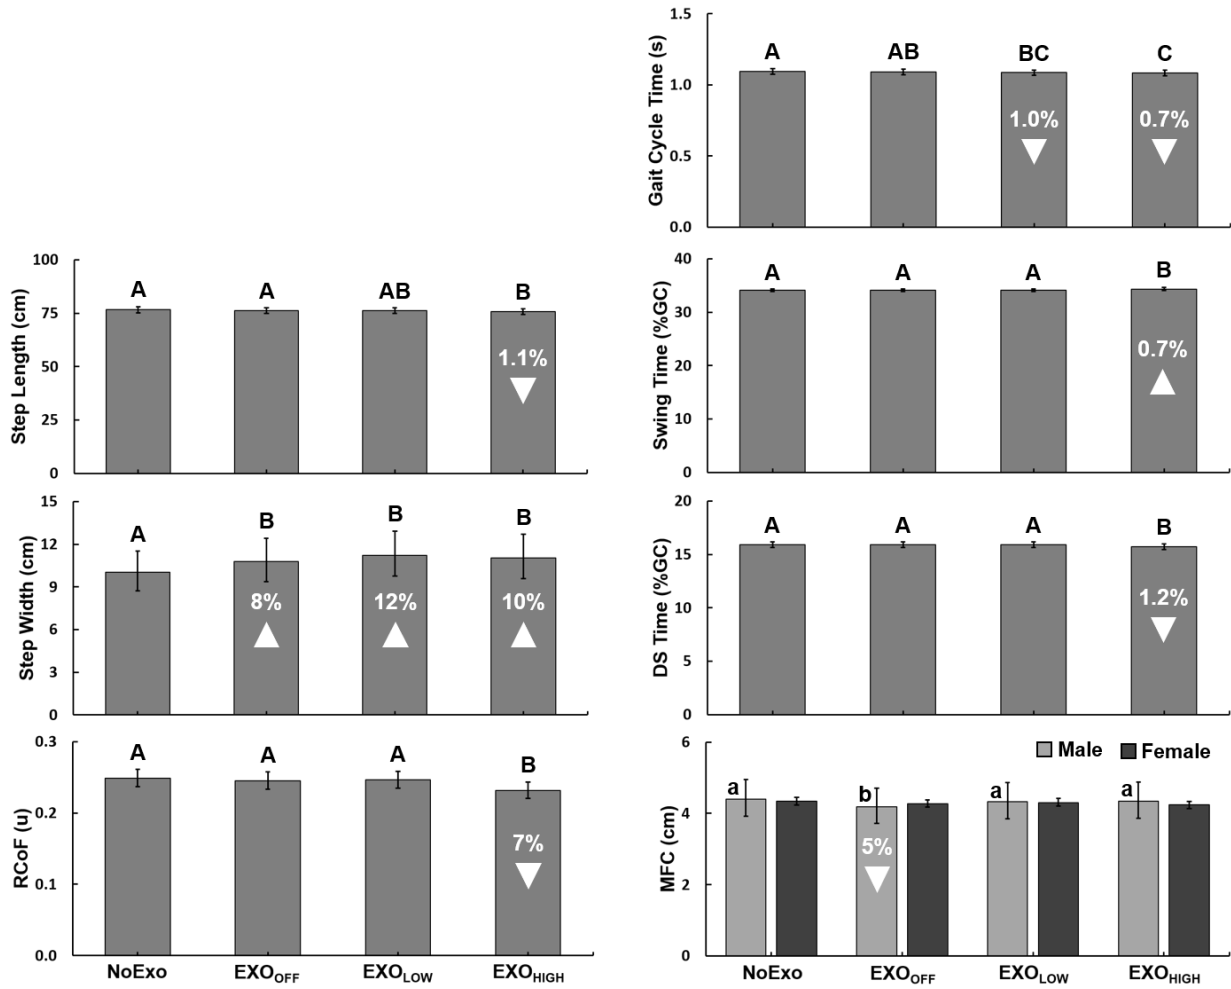 Gait Cycle Time (s)
1.5
1.0
0.5
0.0
A
AB
BC
C
1.0%
0.7%
Step Length (cm)
100
75
50
25
0
A
A
AB
B
1.1%
Swing Time (%GC)
40
30
20
10
0
A
A
A
B
0.7%
Step Width (cm)
15
12
9
6
3
0
A
B
B
B
8%
12%
10%
DS Time (%GC)
20
15
10
5
0
A
A
A
B
1.2%
RCoF (u)
0.3
0.2
0.1
0.0
A
A
A
B
7%
NoExo
EXOOFF
EXOLOW
EXOHIGH
MFC (cm)
6
4
2
0
Male
Female
a
b
a
a
5%
NoExo
EXOOFF
EXOLOW
EXOHIGH